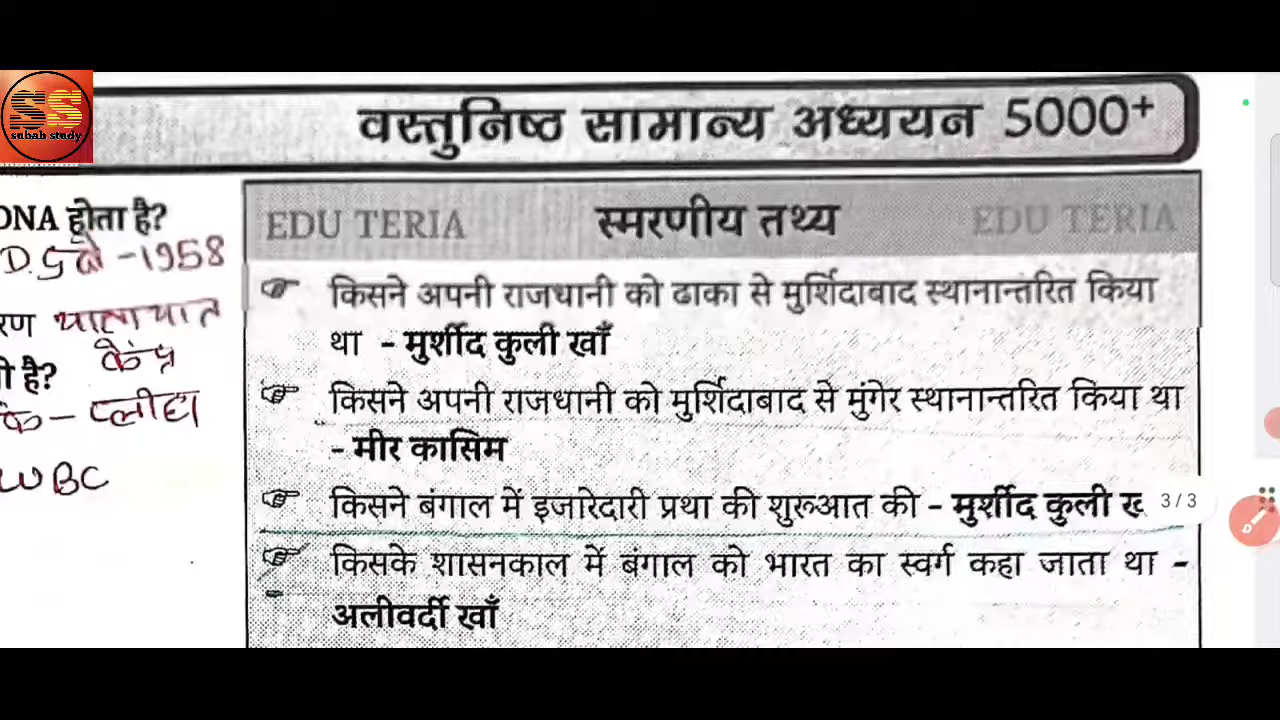 SS
subah study
वस्तुनिष्ठ सामान्य अध्ययन 5000+
DNA होता है?
-1958
रण यातायात
केंद्र
ी है?
- प्लीहा
WBC
EDU TERIA स्मरणीय तथ्य EDU TERIA
किसने अपनी राजधानी को ढाका से मुर्शिदाबाद स्थानान्तरित किया
था - मुर्शीद कुली खाँ
किसने अपनी राजधानी को मुर्शिदाबाद से मुंगेर स्थानान्तरित किया था
- मीर कासिम
किसने बंगाल में इजारेदारी प्रथा की शुरूआत की - मुर्शीद कुली ख
3/3
किसके शासनकाल में बंगाल को भारत का स्वर्ग कहा जाता था -
अलीवर्दी खाँ